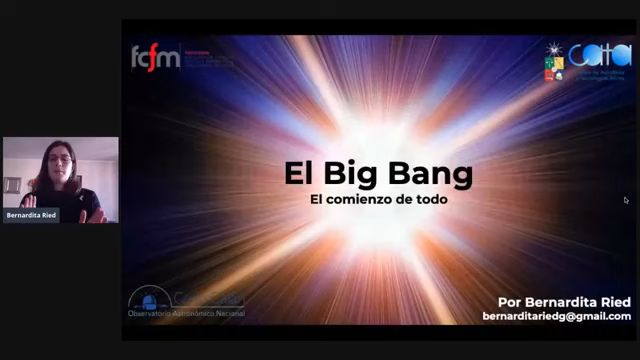 fcfm
cata
El Big Bang
El comienzo de todo
Bernardita Ried
Observatorio Astronómico Nacional
Por Bernardita Ried
bernarditariedg@gmail.com